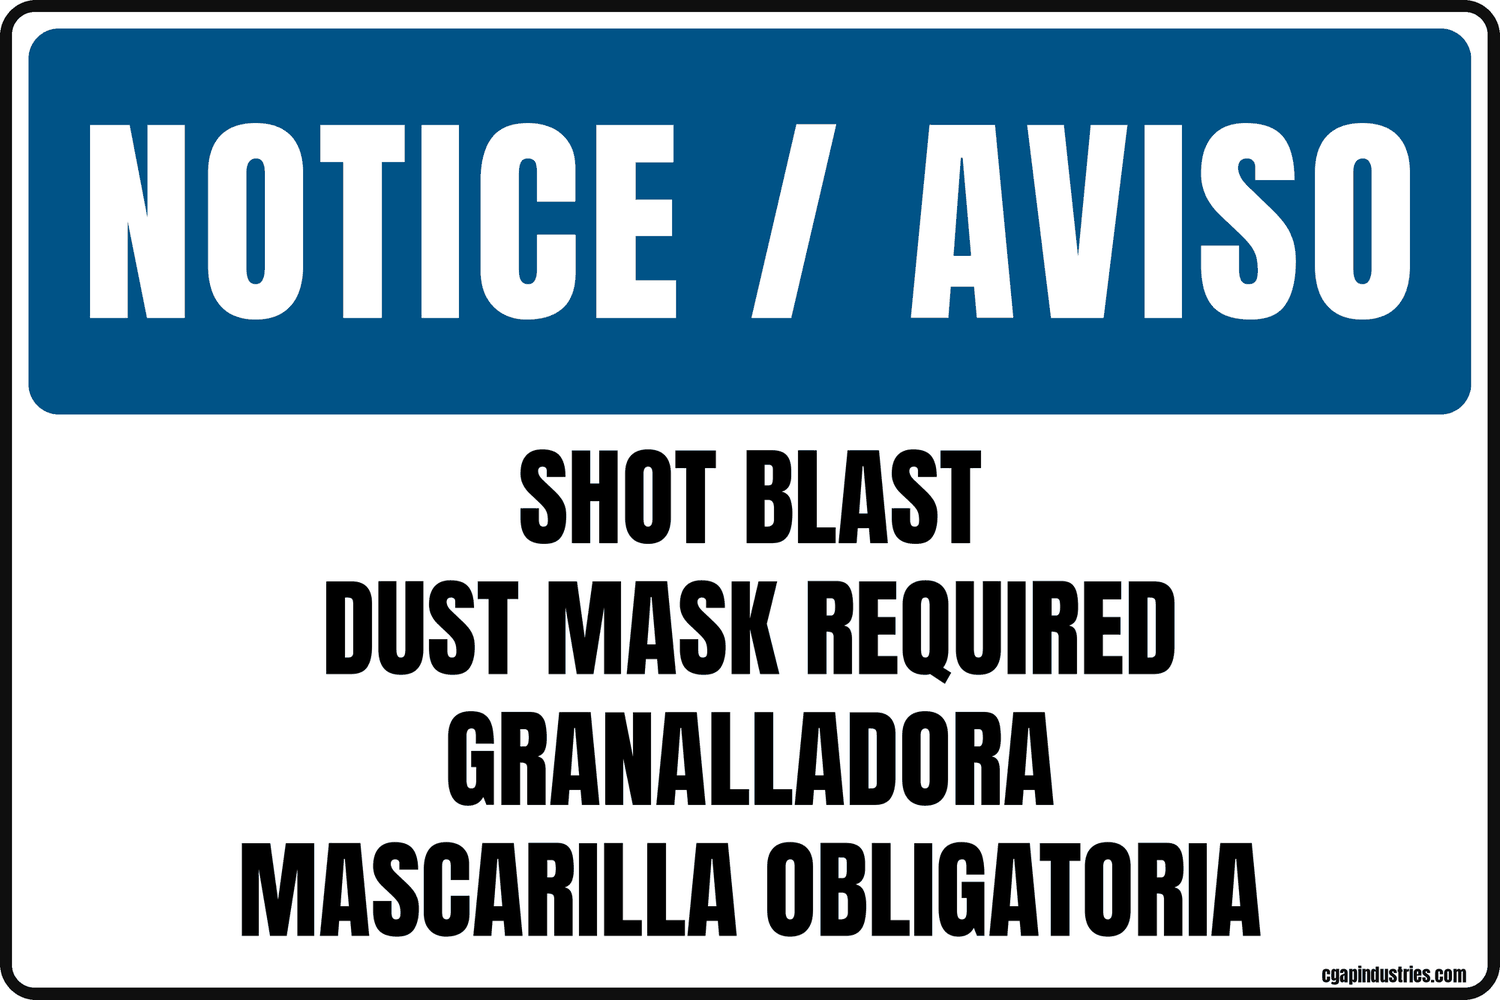 NOTICE / AVISO
SHOT BLAST
DUST MASK REQUIRED
GRANALLADORA
MASCARILLA OBLIGATORIA
cgapindustries.com